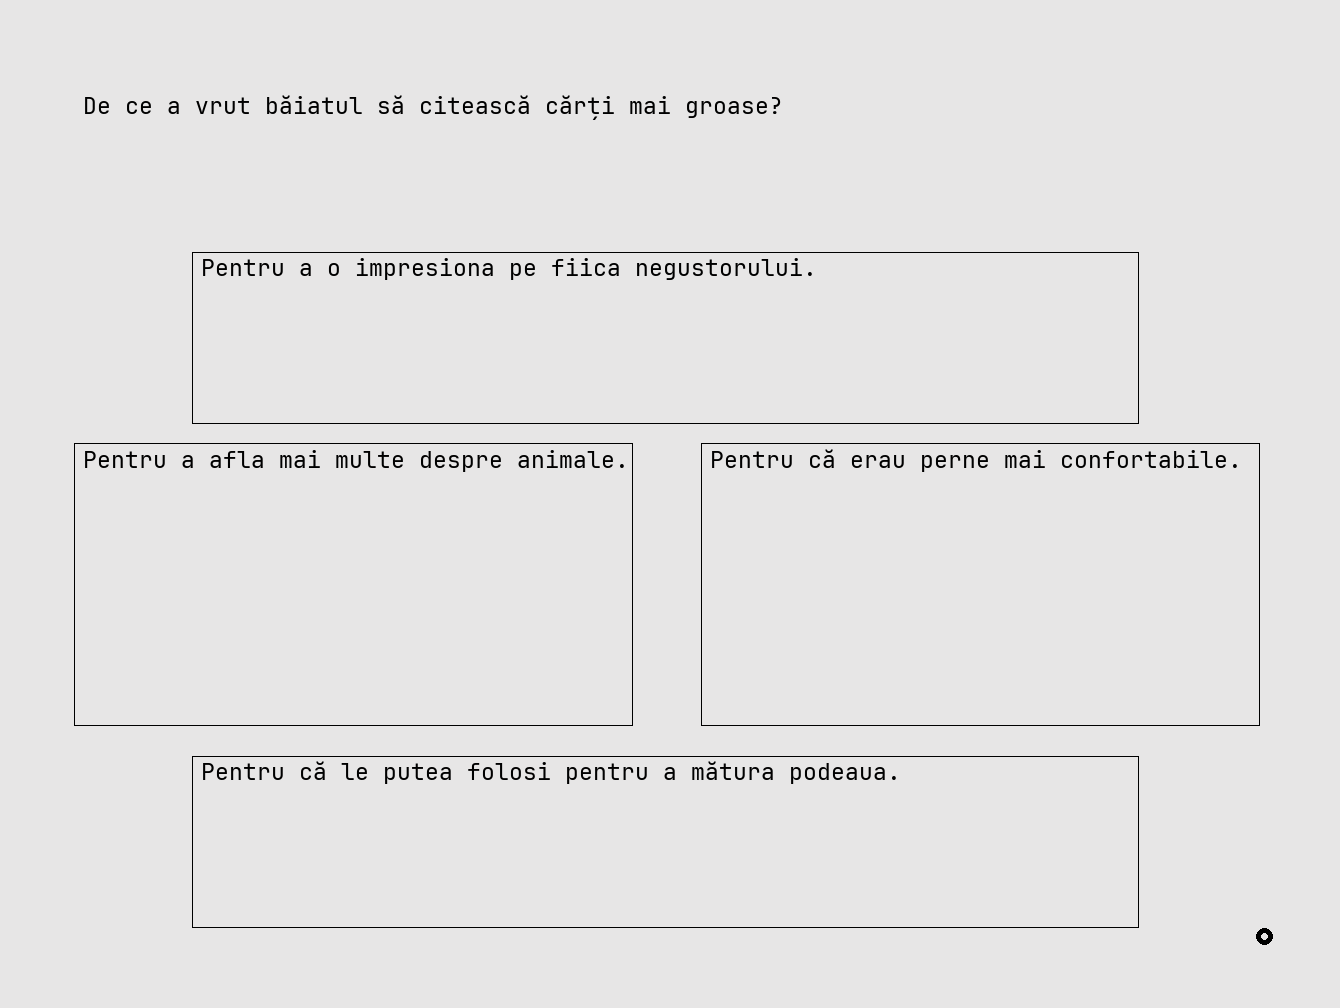 De ce a vrut băiatul să citească cărți mai groase?
Pentru a o impresiona pe fiica negustorului.
Pentru a afla mai multe despre animale.
Pentru că erau perne mai confortabile.
Pentru că le putea folosi pentru a mătura podeaua.